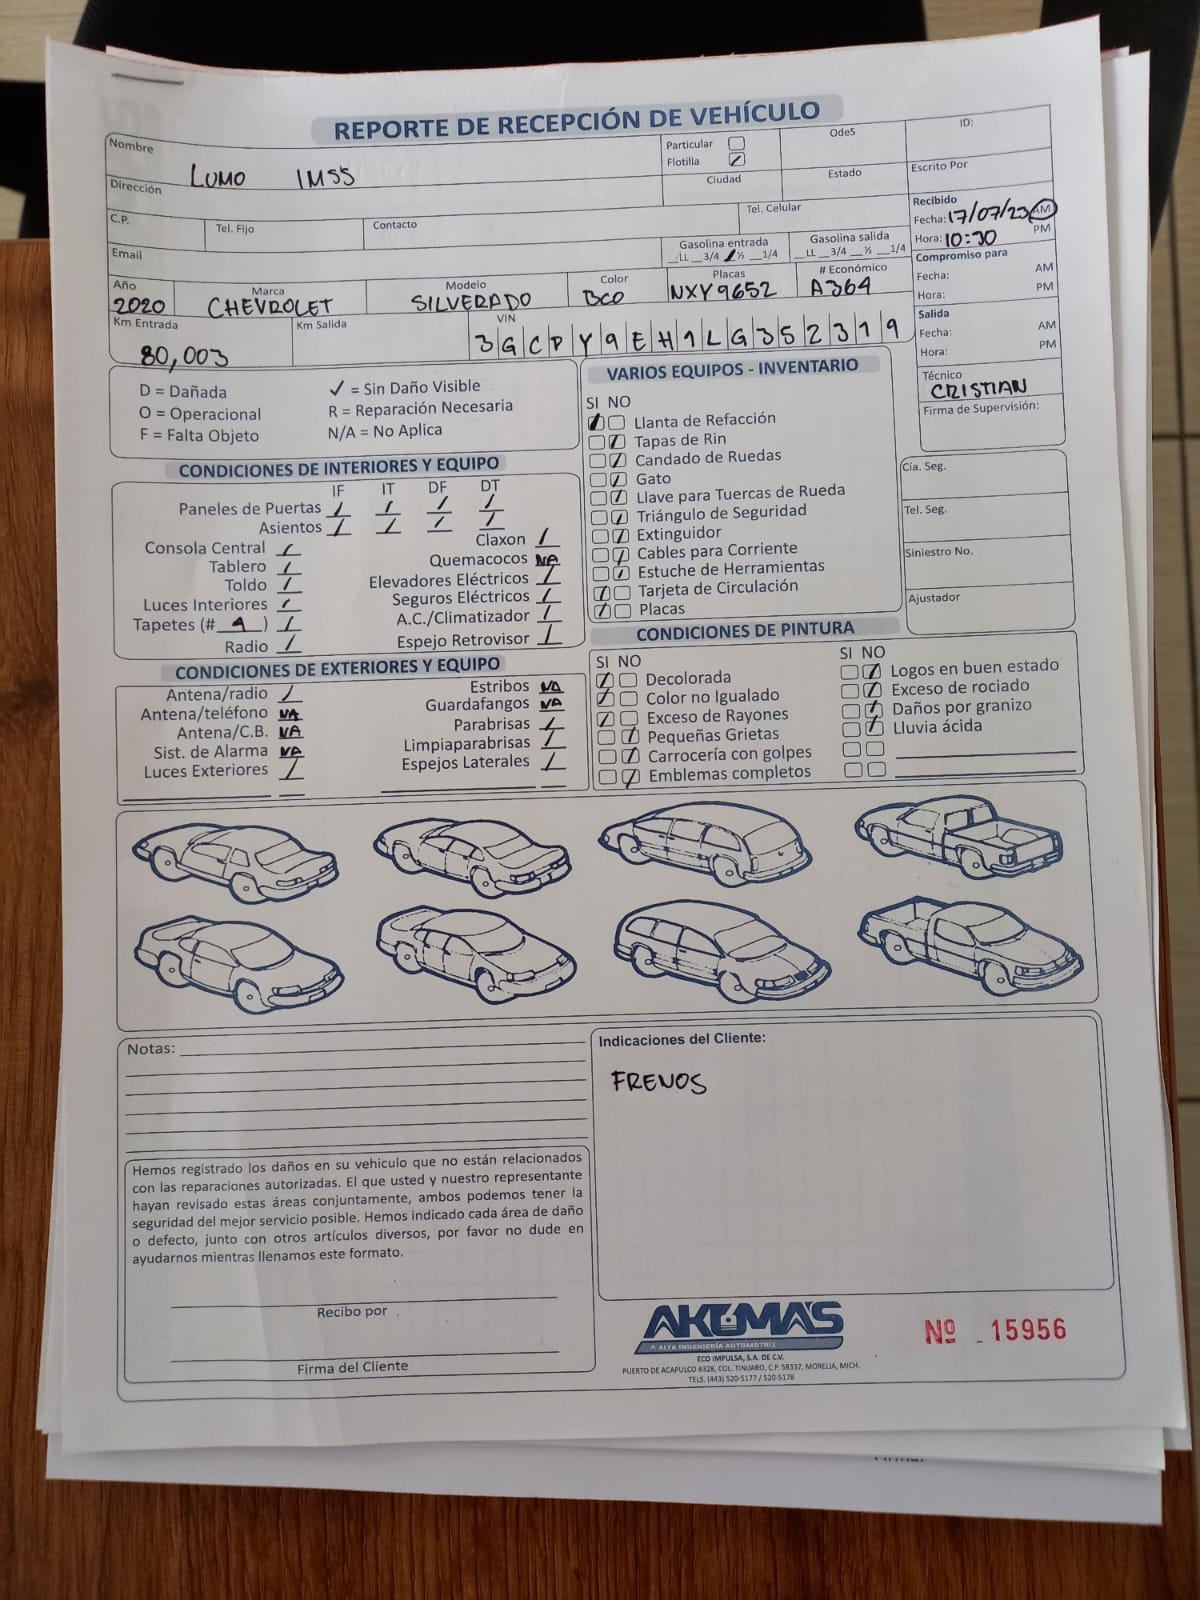 REPORTE DE RECEPCIÓN DE VEHÍCULO
Nombre LUMO IMSS
Particular
Flotilla ✓
OdeS
ID:
Dirección
Ciudad
Estado
Escrito Por
C.P.
Tel. Fijo
Contacto
Tel. Celular
Recibido
Fecha: 17/07/23 AM
Hora: 10:30 PM
Email
Gasolina entrada
_LL _3/4 ✓½ _1/4
Gasolina salida
_LL _3/4 _½ _1/4
Compromiso para
Fecha: AM
Hora: PM
Año 2020
Marca CHEVROLET
Modelo SILVERADO
Color BCO
Placas NXY9652
# Económico A364
Salida
Fecha: AM
Hora: PM
Km Entrada 80,003
Km Salida
VIN 3GCPY9EH1LG352319
Técnico
CRISTIAN
Firma de Supervisión:
D = Dañada
O = Operacional
F = Falta Objeto
✓ = Sin Daño Visible
R = Reparación Necesaria
N/A = No Aplica
CONDICIONES DE INTERIORES Y EQUIPO
IF IT DF DT
Paneles de Puertas ✓ ✓ ✓ ✓
Asientos ✓ ✓ ✓ ✓
Consola Central ✓
Tablero ✓
Toldo ✓
Luces Interiores ✓
Tapetes (# 4 ) ✓
Radio ✓
Claxon ✓
Quemacocos NA
Elevadores Eléctricos ✓
Seguros Eléctricos ✓
A.C./Climatizador ✓
Espejo Retrovisor ✓
CONDICIONES DE EXTERIORES Y EQUIPO
Antena/radio ✓
Antena/teléfono NA
Antena/C.B. NA
Sist. de Alarma NA
Luces Exteriores ✓
Estribos NA
Guardafangos NA
Parabrisas ✓
Limpiaparabrisas ✓
Espejos Laterales ✓
VARIOS EQUIPOS - INVENTARIO
SI NO
Llanta de Refacción
Tapas de Rin
Candado de Ruedas
Gato
Llave para Tuercas de Rueda
Triángulo de Seguridad
Extinguidor
Cables para Corriente
Estuche de Herramientas
Tarjeta de Circulación
Placas
Cía. Seg.
Tel. Seg.
Siniestro No.
Ajustador
CONDICIONES DE PINTURA
SI NO
Decolorada
Color no Igualado
Exceso de Rayones
Pequeñas Grietas
Carrocería con golpes
Emblemas completos
SI NO
Logos en buen estado
Exceso de rociado
Daños por granizo
Lluvia ácida
Notas:
Hemos registrado los daños en su vehiculo que no están relacionados
con las reparaciones autorizadas. El que usted y nuestro representante
hayan revisado estas áreas conjuntamente, ambos podemos tener la
seguridad del mejor servicio posible. Hemos indicado cada área de daño
o defecto, junto con otros artículos diversos, por favor no dude en
ayudarnos mientras llenamos este formato.
Recibo por
Firma del Cliente
Indicaciones del Cliente:
FRENOS
AKUMA'S
ALTA INGENIERÍA AUTOMOTRIZ
ECO IMPULSA, S.A. DE C.V.
PUERTO DE ACAPULCO #328, COL. TINIJARO, C.P. 58337, MORELIA, MICH.
TELS. (443) 520-5177 / 520-5178
Nº 15956